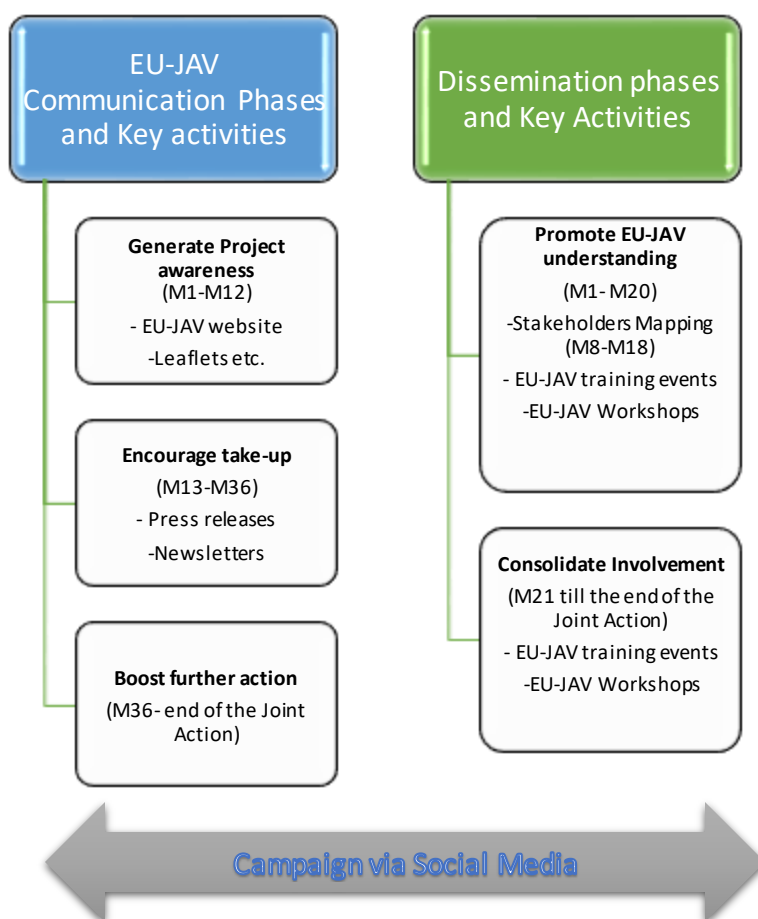 EU-JAV
Communication Phases
and Key activities
Generate Project
awareness
(M1-M12)
- EU-JAV website
-Leaflets etc.
Encourage take-up
(M13-M36)
- Press releases
-Newsletters
Boost further action
(M36- end of the Joint
Action)
Dissemination phases
and Key Activities
Promote EU-JAV
understanding
(M1- M20)
-Stakeholders Mapping
(M8-M18)
- EU-JAV training events
-EU-JAV Workshops
Consolidate Involvement
(M21 till the end of the
Joint Action)
- EU-JAV training events
-EU-JAV Workshops
Campaign via Social Media